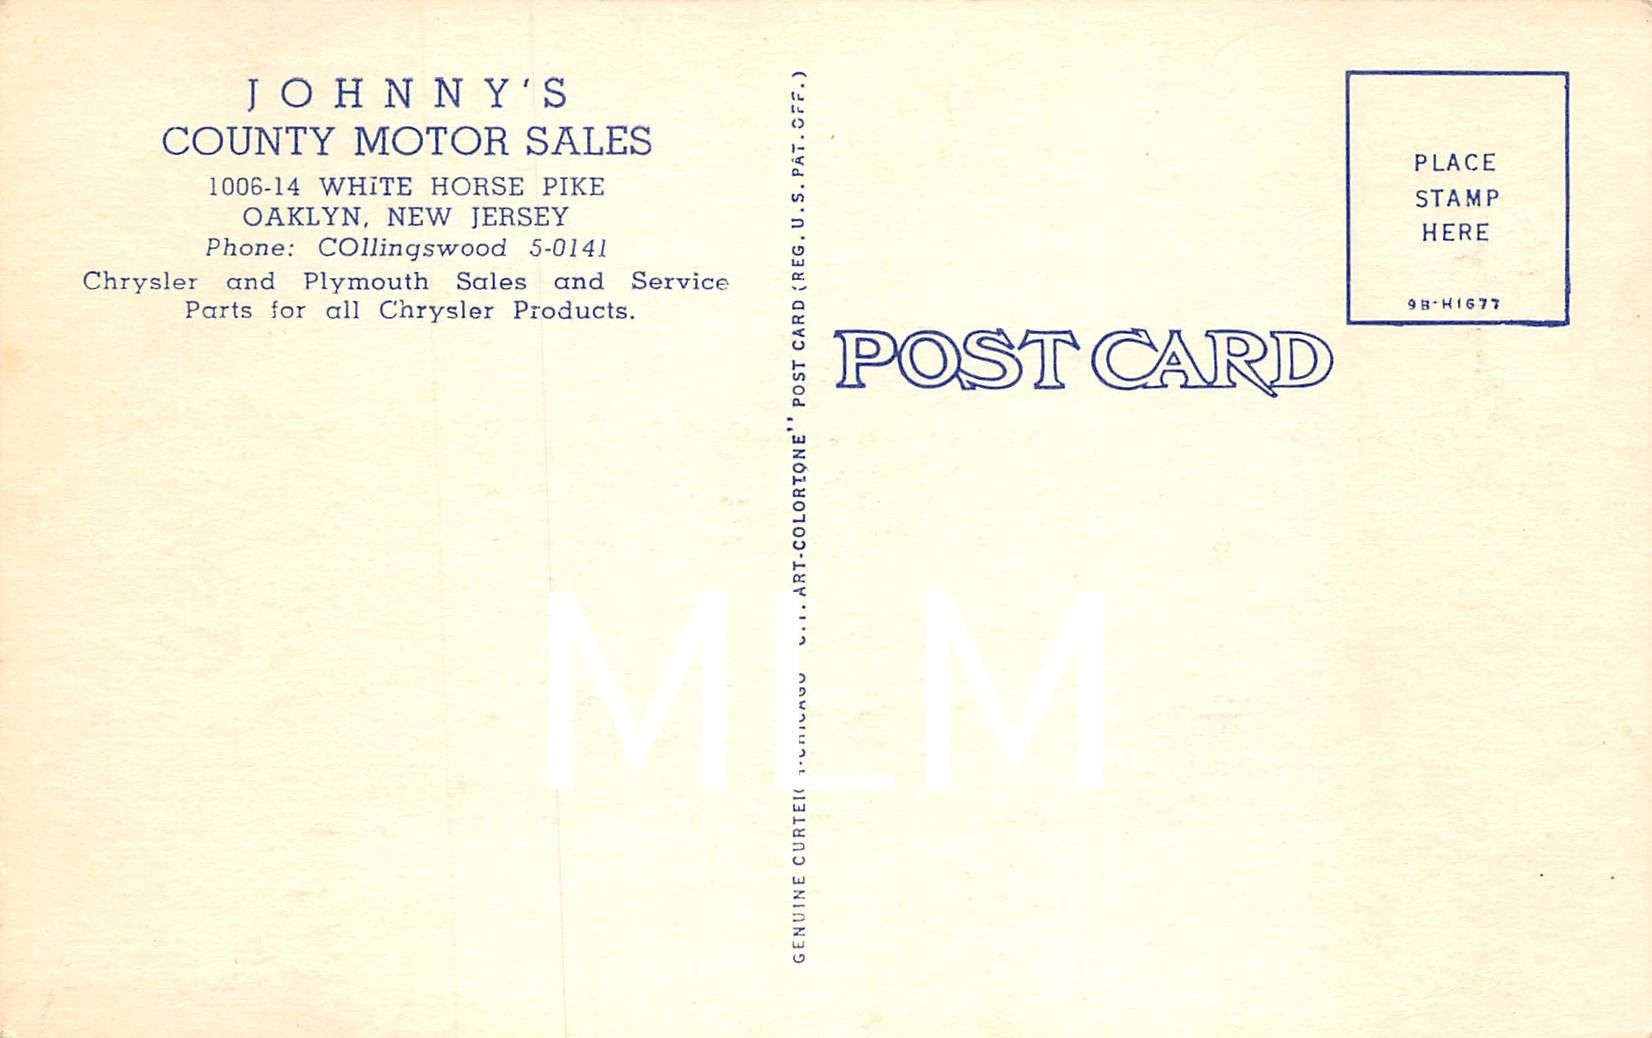 JOHNNY'S
COUNTY MOTOR SALES
1006-14 WHiTE HORSE PIKE
OAKLYN, NEW JERSEY
Phone: COllingswood 5-0141
Chrysler and Plymouth Sales and Service
Parts for all Chrysler Products.
GENUINE CURTEICH-CHICAGO C.T. ART-COLORTONE" POST CARD (REG. U.S. PAT. OFF.)
POST CARD
PLACE
STAMP
HERE
9B-H1677
MLM